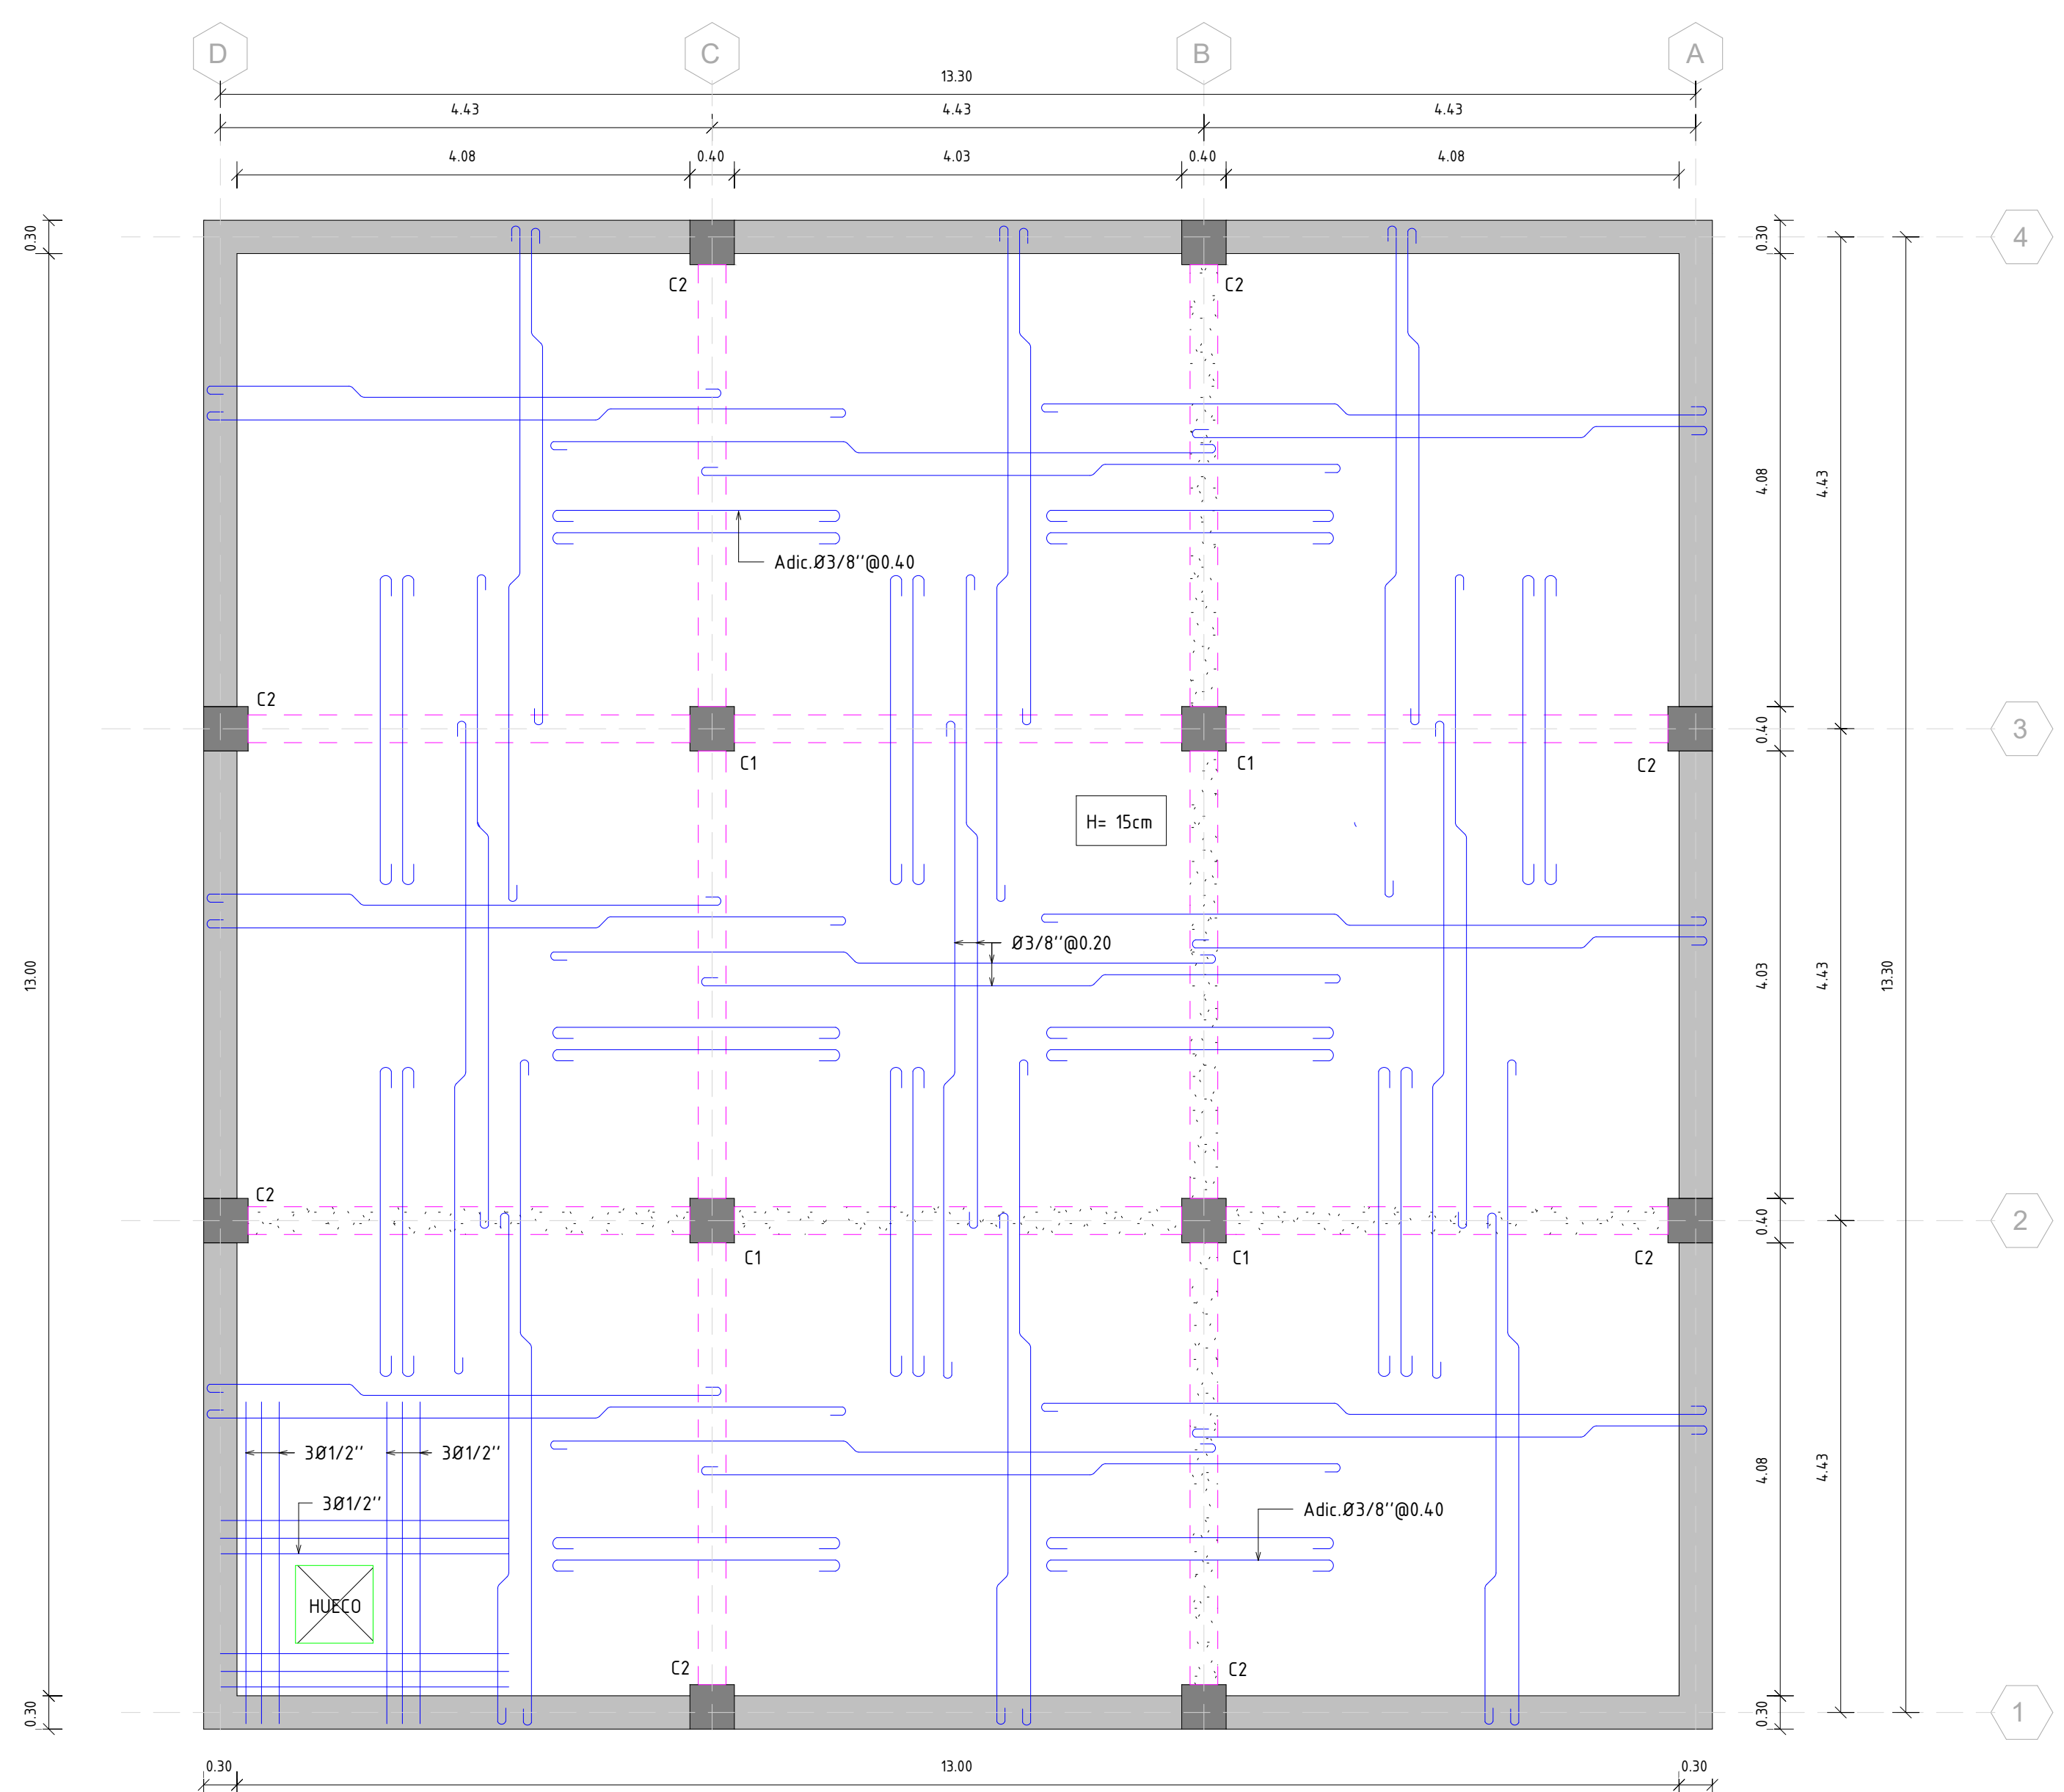 D
C
B
A
13.30
4.43
4.43
4.43
4.08
0.40
4.03
0.40
4.08
0.30
0.30
4
C2
C2
4.08
4.43
Adic.Ø3/8''@0.40
C2
0.40
3
C1
C1
C2
H= 15cm
Ø3/8''@0.20
13.00
4.03
4.43
13.30
C2
0.40
2
C1
C1
C2
3Ø1/2''
3Ø1/2''
4.08
4.43
3Ø1/2''
Adic.Ø3/8''@0.40
HUECO
C2
C2
0.30
0.30
1
0.30
13.00
0.30